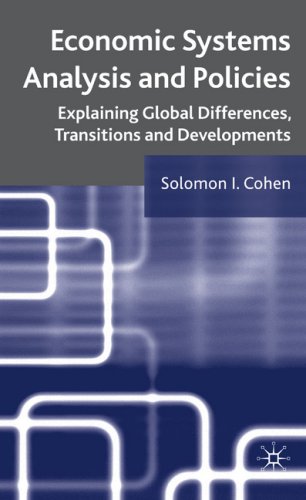 Economic Systems
Analysis and Policies
Explaining Global Differences,
Transitions and Developments
Solomon I. Cohen